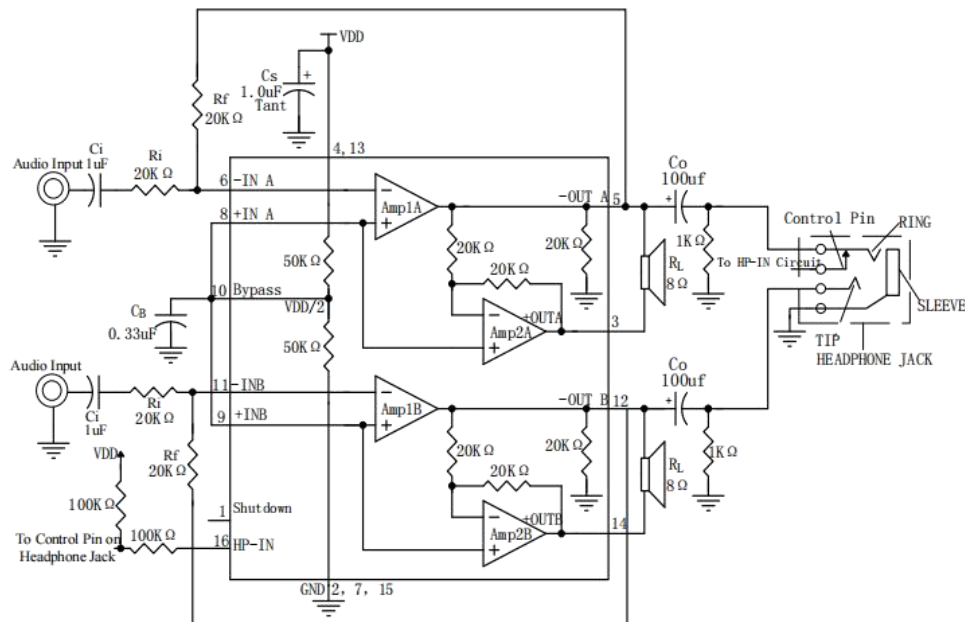 VDD
Cs
1.0uF
Tant
Rf
20KΩ
Ci
Audio Input 1uF
Ri
20KΩ
4, 13
6 -IN A
8 +IN A
Amp1A
-OUT A 5
Co
100uf
Control Pin
RING
1KΩ
To HP-IN Circuit
20KΩ
20KΩ
20KΩ
50KΩ
RL
8Ω
SLEEVE
10 Bypass
VDD/2
CB
0.33uF
Amp2A
+OUTA
3
TIP
HEADPHONE JACK
50KΩ
Audio Input
Ci
1uF
Ri
20KΩ
11 -INB
9 +INB
Amp1B
-OUT B 12
Co
100uf
VDD
Rf
20KΩ
20KΩ
20KΩ
20KΩ
1KΩ
RL
8Ω
100KΩ
1 Shutdown
Amp2B
+OUTB
14
To Control Pin on
Headphone Jack
100KΩ
16 HP-IN
GND 2, 7, 15